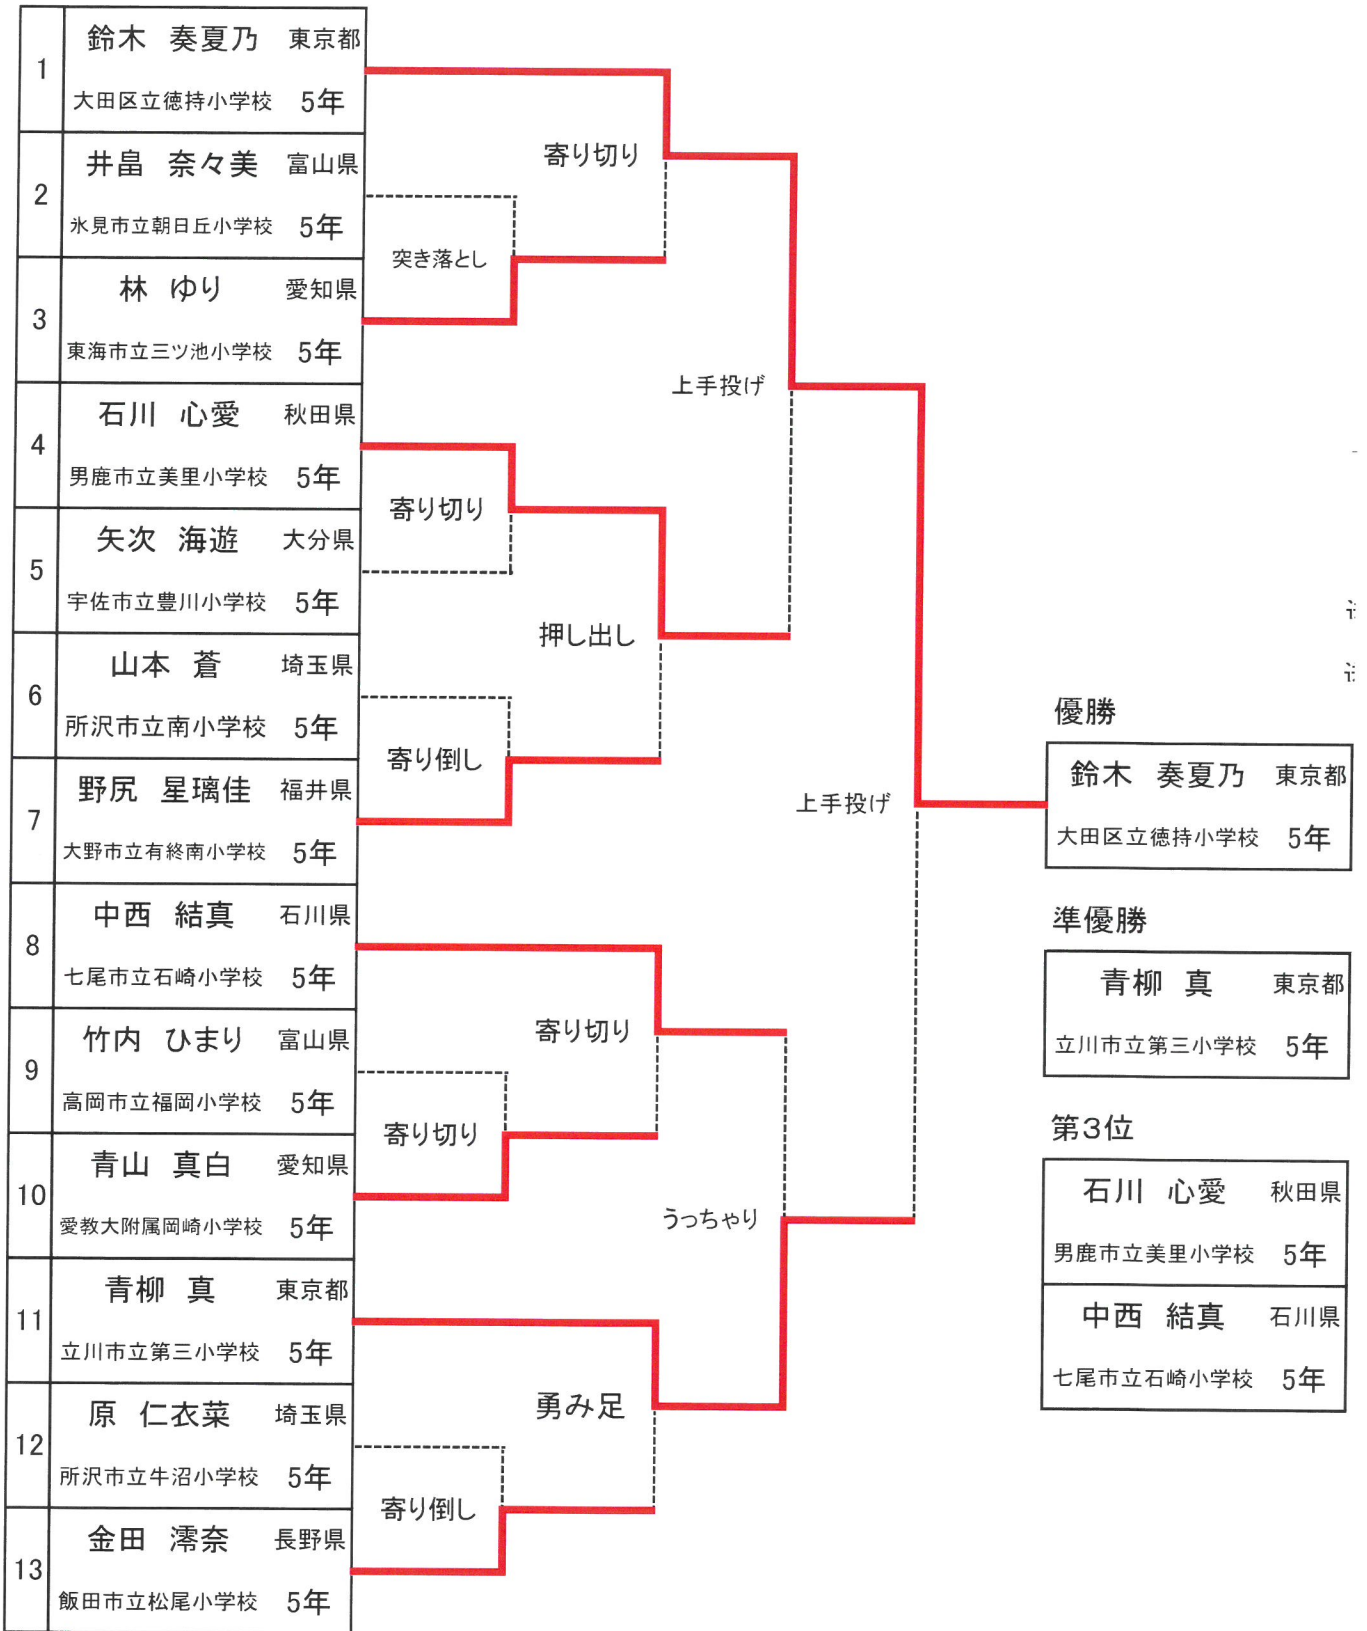 1
鈴木 奏夏乃 東京都
大田区立徳持小学校 5年
2
井畠 奈々美 富山県
氷見市立朝日丘小学校 5年
3
林 ゆり 愛知県
東海市立三ツ池小学校 5年
4
石川 心愛 秋田県
男鹿市立美里小学校 5年
5
矢次 海遊 大分県
宇佐市立豊川小学校 5年
6
山本 蒼 埼玉県
所沢市立南小学校 5年
7
野尻 星璃佳 福井県
大野市立有終南小学校 5年
8
中西 結真 石川県
七尾市立石崎小学校 5年
9
竹内 ひまり 富山県
高岡市立福岡小学校 5年
10
青山 真白 愛知県
愛教大附属岡崎小学校 5年
11
青柳 真 東京都
立川市立第三小学校 5年
12
原 仁衣菜 埼玉県
所沢市立牛沼小学校 5年
13
金田 澪奈 長野県
飯田市立松尾小学校 5年
突き落とし
寄り切り
寄り倒し
寄り切り
寄り倒し
寄り切り
押し出し
寄り切り
勇み足
上手投げ
うっちゃり
上手投げ
優勝
鈴木 奏夏乃 東京都
大田区立徳持小学校 5年
準優勝
青柳 真 東京都
立川市立第三小学校 5年
第3位
石川 心愛 秋田県
男鹿市立美里小学校 5年
中西 結真 石川県
七尾市立石崎小学校 5年